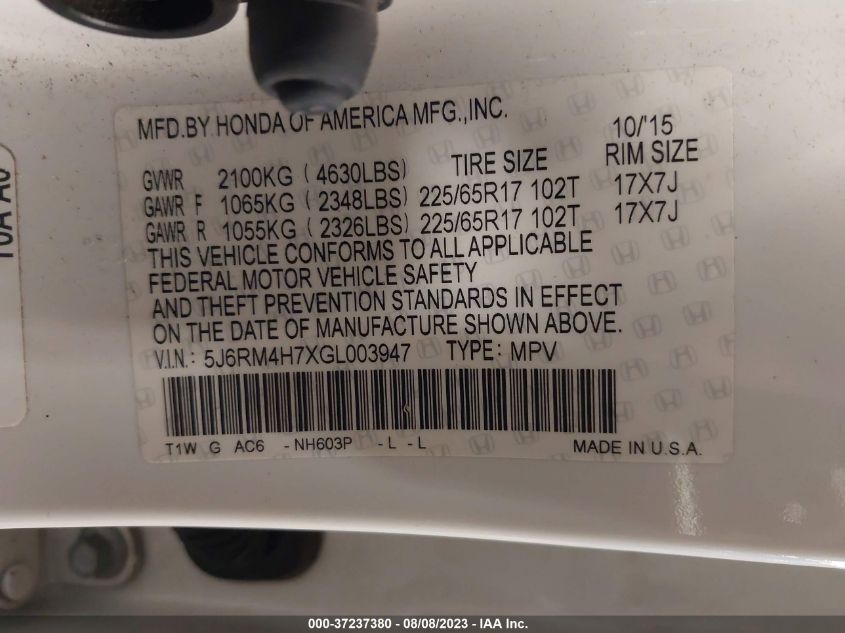 MFD.BY HONDA OF AMERICA MFG.,INC. 10/'15
GVWR 2100KG ( 4630LBS) TIRE SIZE RIM SIZE
GAWR F 1065KG ( 2348LBS) 225/65R17 102T 17X7J
GAWR R 1055KG ( 2326LBS) 225/65R17 102T 17X7J
THIS VEHICLE CONFORMS TO ALL APPLICABLE
FEDERAL MOTOR VEHICLE SAFETY
AND THEFT PREVENTION STANDARDS IN EFFECT
ON THE DATE OF MANUFACTURE SHOWN ABOVE.
V.I.N.: 5J6RM4H7XGL003947 TYPE: MPV
T1W G AC6 -NH603P -L -L MADE IN U.S.A.
000-37237380 - 08/08/2023 - IAA Inc.